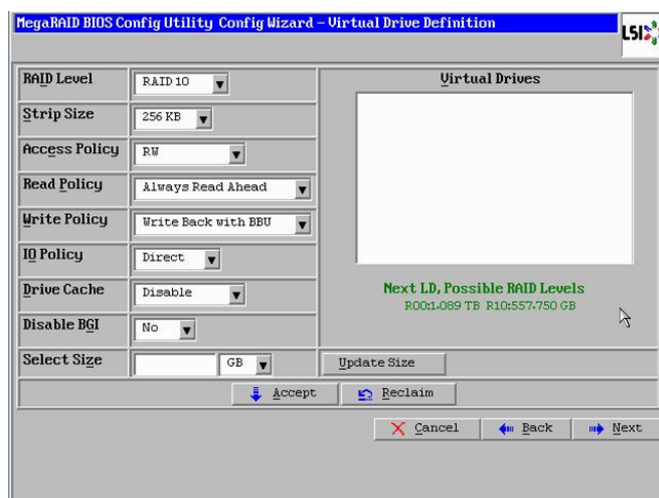 MegaRAID BIOS Config Utility Config Wizard – Virtual Drive Definition
LSI
RAID Level RAID 10
Strip Size 256 KB
Access Policy RW
Read Policy Always Read Ahead
Write Policy Write Back with BBU
IO Policy Direct
Drive Cache Disable
Disable BGI No
Select Size GB
Virtual Drives
Next LD, Possible RAID Levels
R00:1.089 TB R10:557.750 GB
Update Size
Accept Reclaim
Cancel Back Next